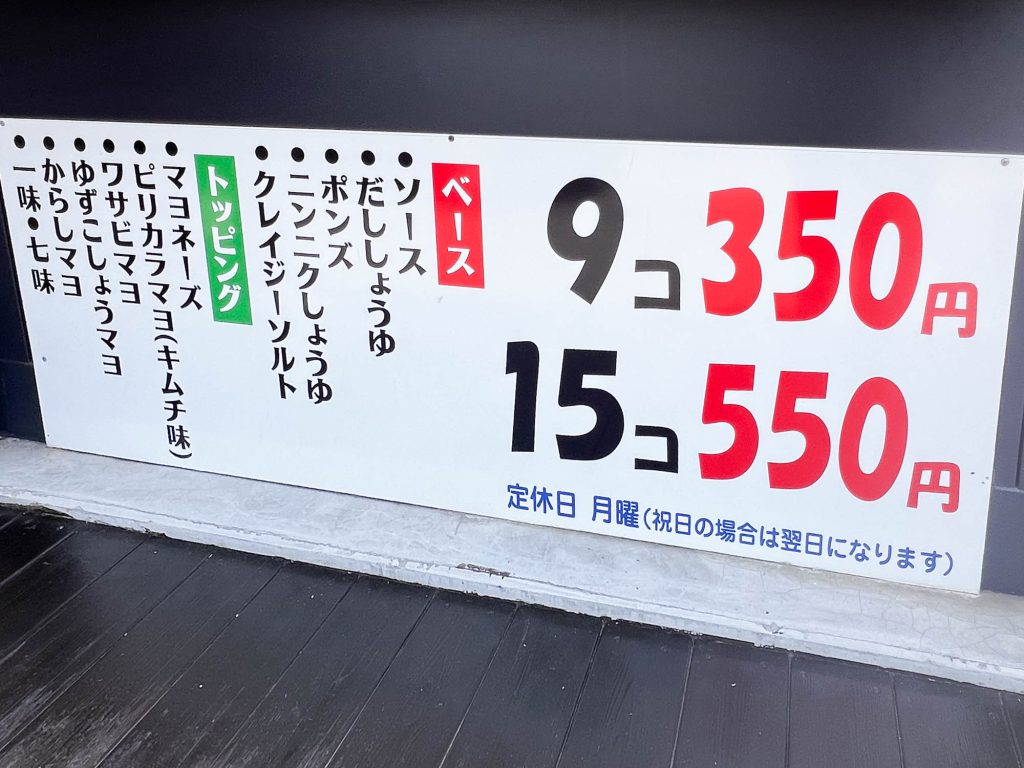 9コ 350円
15コ 550円
定休日 月曜(祝日の場合は翌日になります)
ベース
●ソース
●だししょうゆ
●ポンズ
●ニンニクしょうゆ
●クレイジーソルト
トッピング
●マヨネーズ
●ピリカラマヨ(キムチ味)
●ワサビマヨ
●ゆずこしょうマヨ
●からしマヨ
●一味・七味